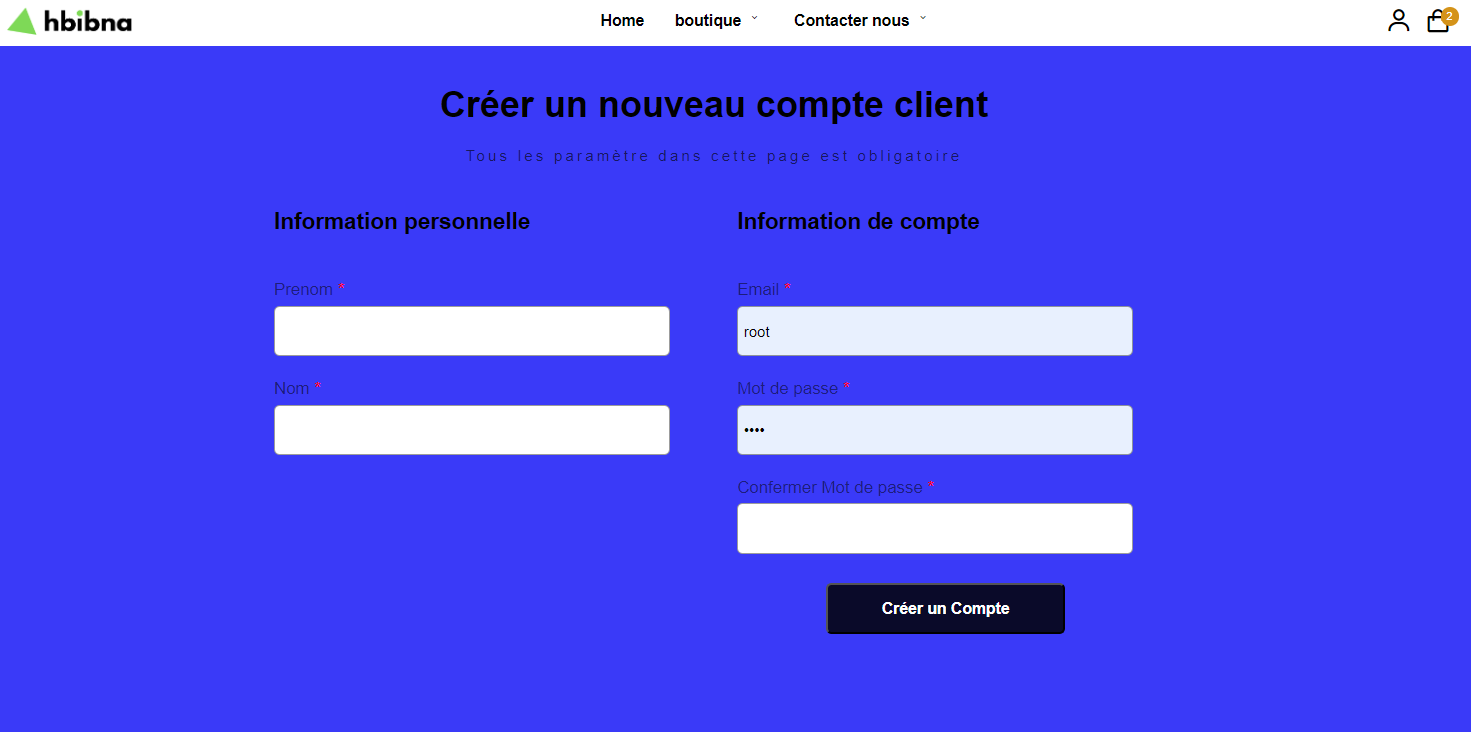 hbibna
Home boutique Contacter nous
2
Créer un nouveau compte client
Tous les paramètre dans cette page est obligatoire
Information personnelle
Prenom *
Nom *
Information de compte
Email *
root
Mot de passe *
••••
Confermer Mot de passe *
Créer un Compte